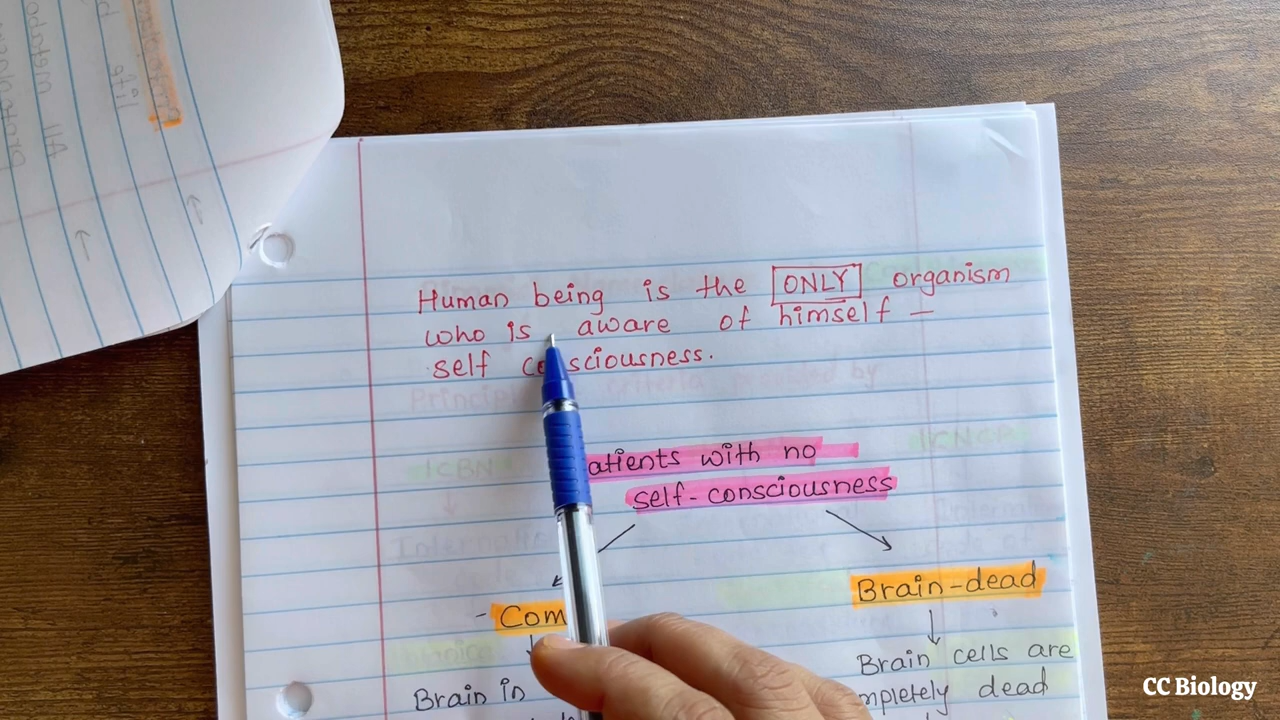 Human being is the ONLY organism
who is aware of himself –
self consciousness.
atients with no
self-consciousness
- Com
Brain-dead
Brain in
Brain cells are
mpletely dead
CC Biology